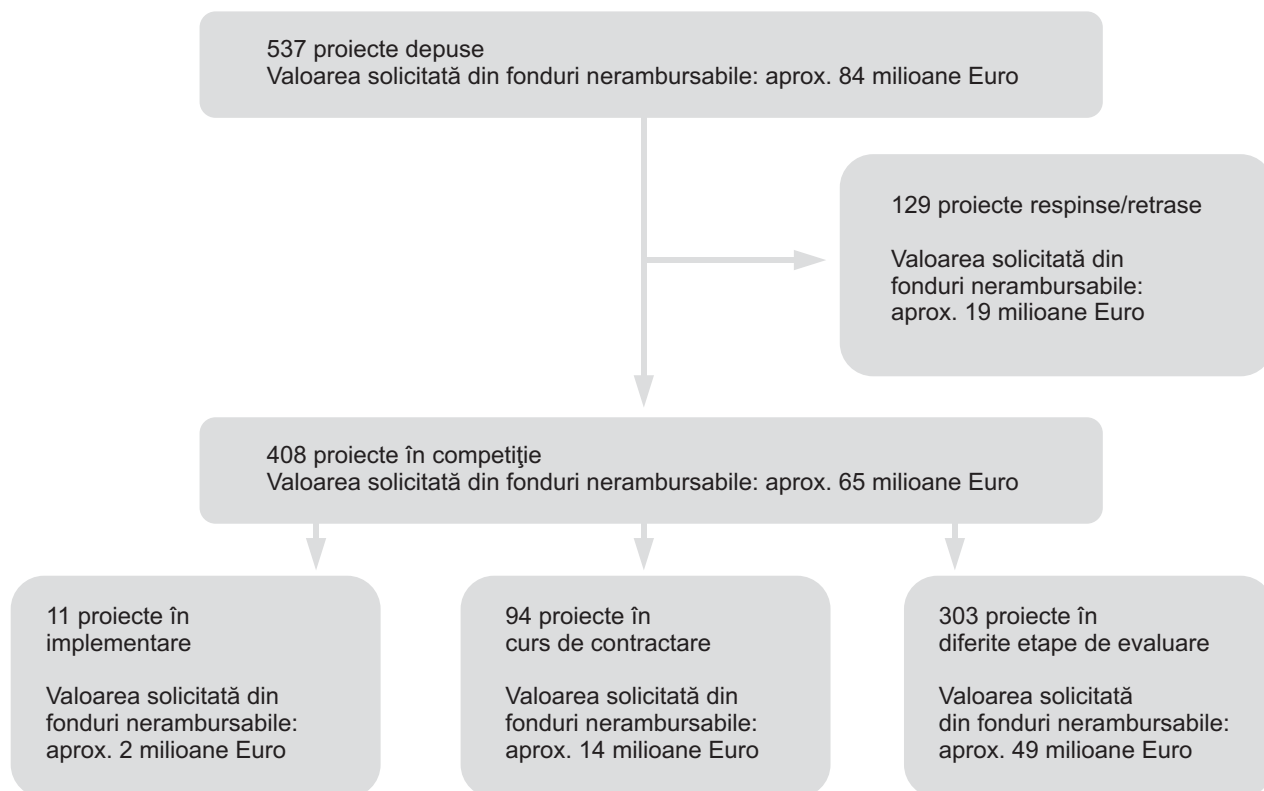 537 proiecte depuse
Valoarea solicitată din fonduri nerambursabile: aprox. 84 milioane Euro
129 proiecte respinse/retrase
Valoarea solicitată din
fonduri nerambursabile:
aprox. 19 milioane Euro
408 proiecte în competiţie
Valoarea solicitată din fonduri nerambursabile: aprox. 65 milioane Euro
11 proiecte în
implementare
Valoarea solicitată din
fonduri nerambursabile:
aprox. 2 milioane Euro
94 proiecte în
curs de contractare
Valoarea solicitată din
fonduri nerambursabile:
aprox. 14 milioane Euro
303 proiecte în
diferite etape de evaluare
Valoarea solicitată
din fonduri nerambursabile:
aprox. 49 milioane Euro